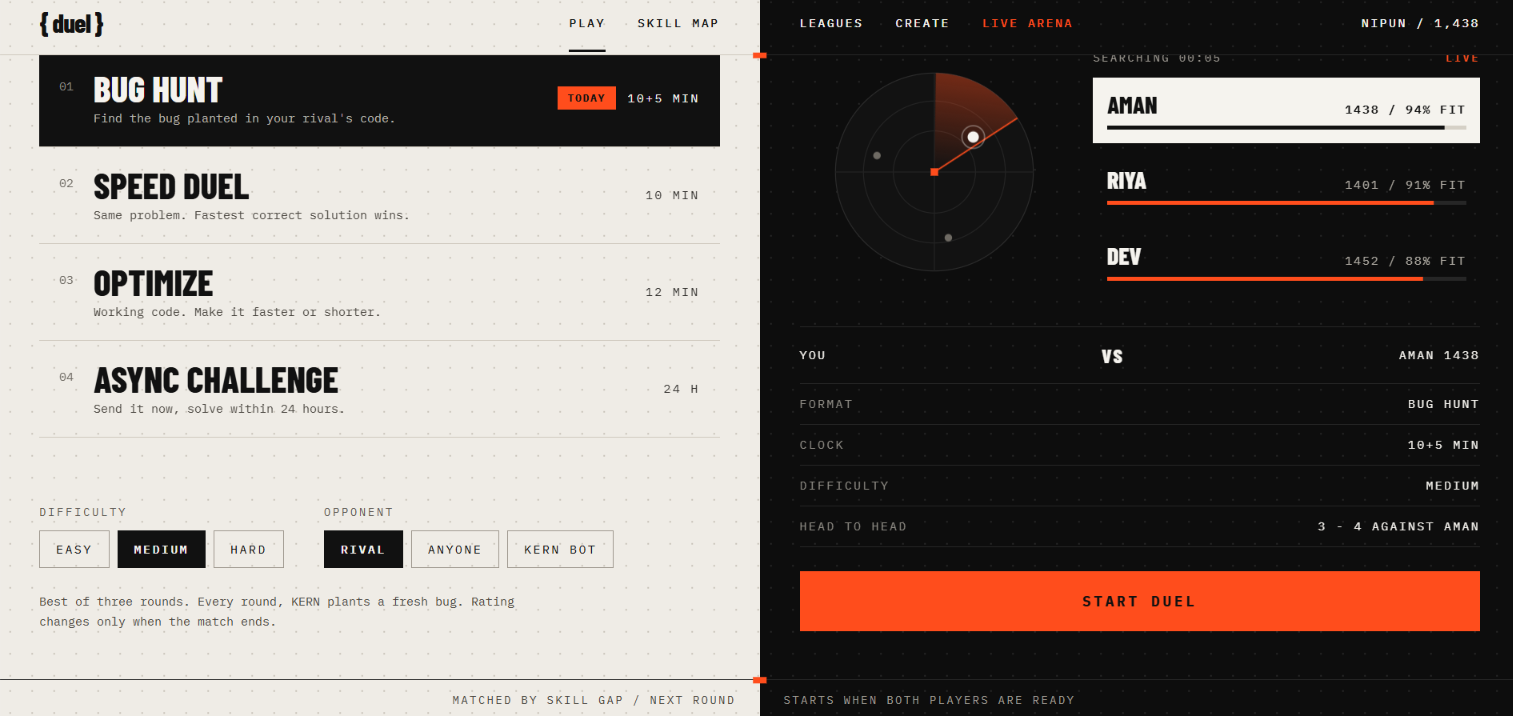 { duel }
PLAY
SKILL MAP
LEAGUES
CREATE
LIVE ARENA
NIPUN / 1,438
01
BUG HUNT
Find the bug planted in your rival's code.
TODAY
10+5 MIN
02
SPEED DUEL
Same problem. Fastest correct solution wins.
10 MIN
03
OPTIMIZE
Working code. Make it faster or shorter.
12 MIN
04
ASYNC CHALLENGE
Send it now, solve within 24 hours.
24 H
DIFFICULTY
EASY
MEDIUM
HARD
OPPONENT
RIVAL
ANYONE
KERN BOT
Best of three rounds. Every round, KERN plants a fresh bug. Rating
changes only when the match ends.
MATCHED BY SKILL GAP / NEXT ROUND
SEARCHING 00:05
LIVE
AMAN
1438 / 94% FIT
RIYA
1401 / 91% FIT
DEV
1452 / 88% FIT
YOU
VS
AMAN 1438
FORMAT
BUG HUNT
CLOCK
10+5 MIN
DIFFICULTY
MEDIUM
HEAD TO HEAD
3 - 4 AGAINST AMAN
START DUEL
STARTS WHEN BOTH PLAYERS ARE READY